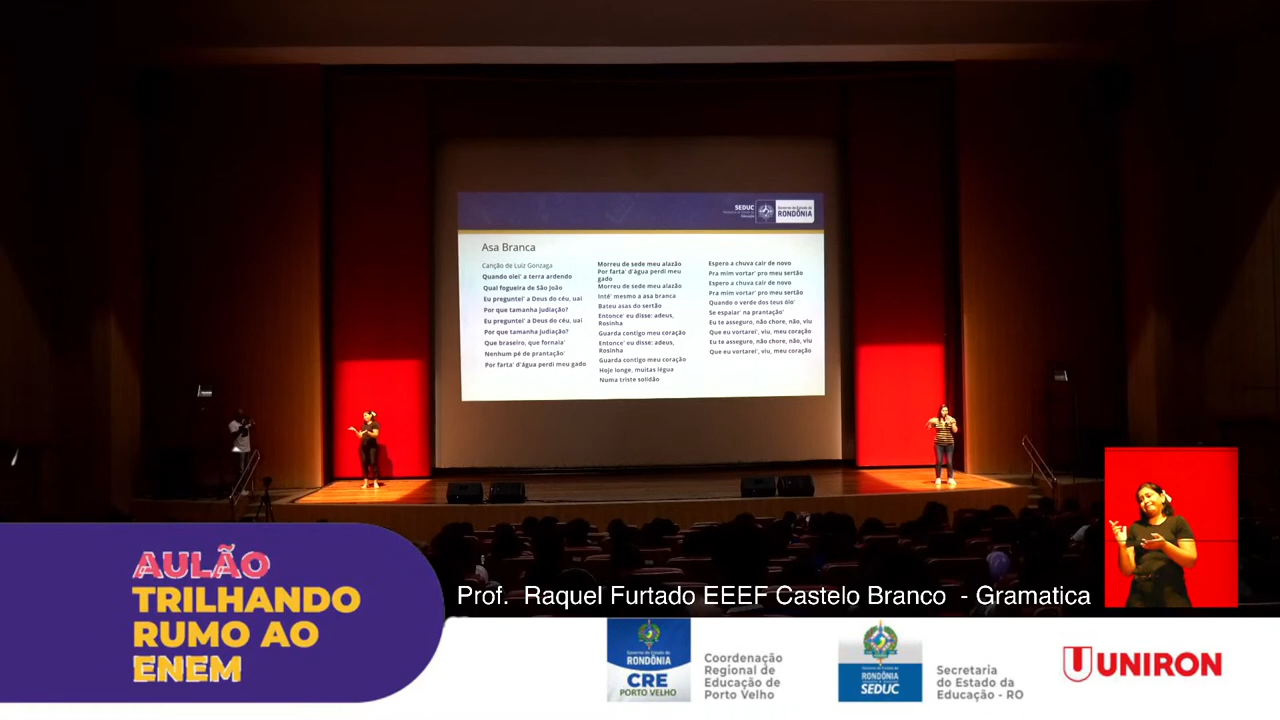 SEDUC
Governo do Estado de
RONDÔNIA
Asa Branca
Canção de Luiz Gonzaga
Quando oiei' a terra ardendo
Qual fogueira de São João
Eu preguntei' a Deus do céu, uai
Por que tamanha judiação?
Eu preguntei' a Deus do céu, uai
Por que tamanha judiação?
Que braseiro, que fornaia'
Nenhum pé de prantação'
Por farta' d'água perdi meu gado
Morreu de sede meu alazão
Por farta' d'água perdi meu
gado
Morreu de sede meu alazão
Inté' mesmo a asa branca
Bateu asas do sertão
Entonce' eu disse: adeus,
Rosinha
Guarda contigo meu coração
Entonce' eu disse: adeus,
Rosinha
Guarda contigo meu coração
Hoje longe, muitas légua
Numa triste solidão
Espero a chuva cair de novo
Pra mim vortar' pro meu sertão
Espero a chuva cair de novo
Pra mim vortar' pro meu sertão
Quando o verde dos teus óio'
Se espaiar' na prantação'
Eu te asseguro, não chore, não, viu
Que eu vortarei', viu, meu coração
Eu te asseguro, não chore, não, viu
Que eu vortarei', viu, meu coração
AULÃO
TRILHANDO
RUMO AO
ENEM
Prof. Raquel Furtado EEEF Castelo Branco - Gramatica
Governo do Estado de
RONDÔNIA
CRE
PORTO VELHO
Coordenação
Regional de
Educação de
Porto Velho
Governo do Estado de
RONDÔNIA
SEDUC
Secretaria
do Estado da
Educação - RO
UNIRON